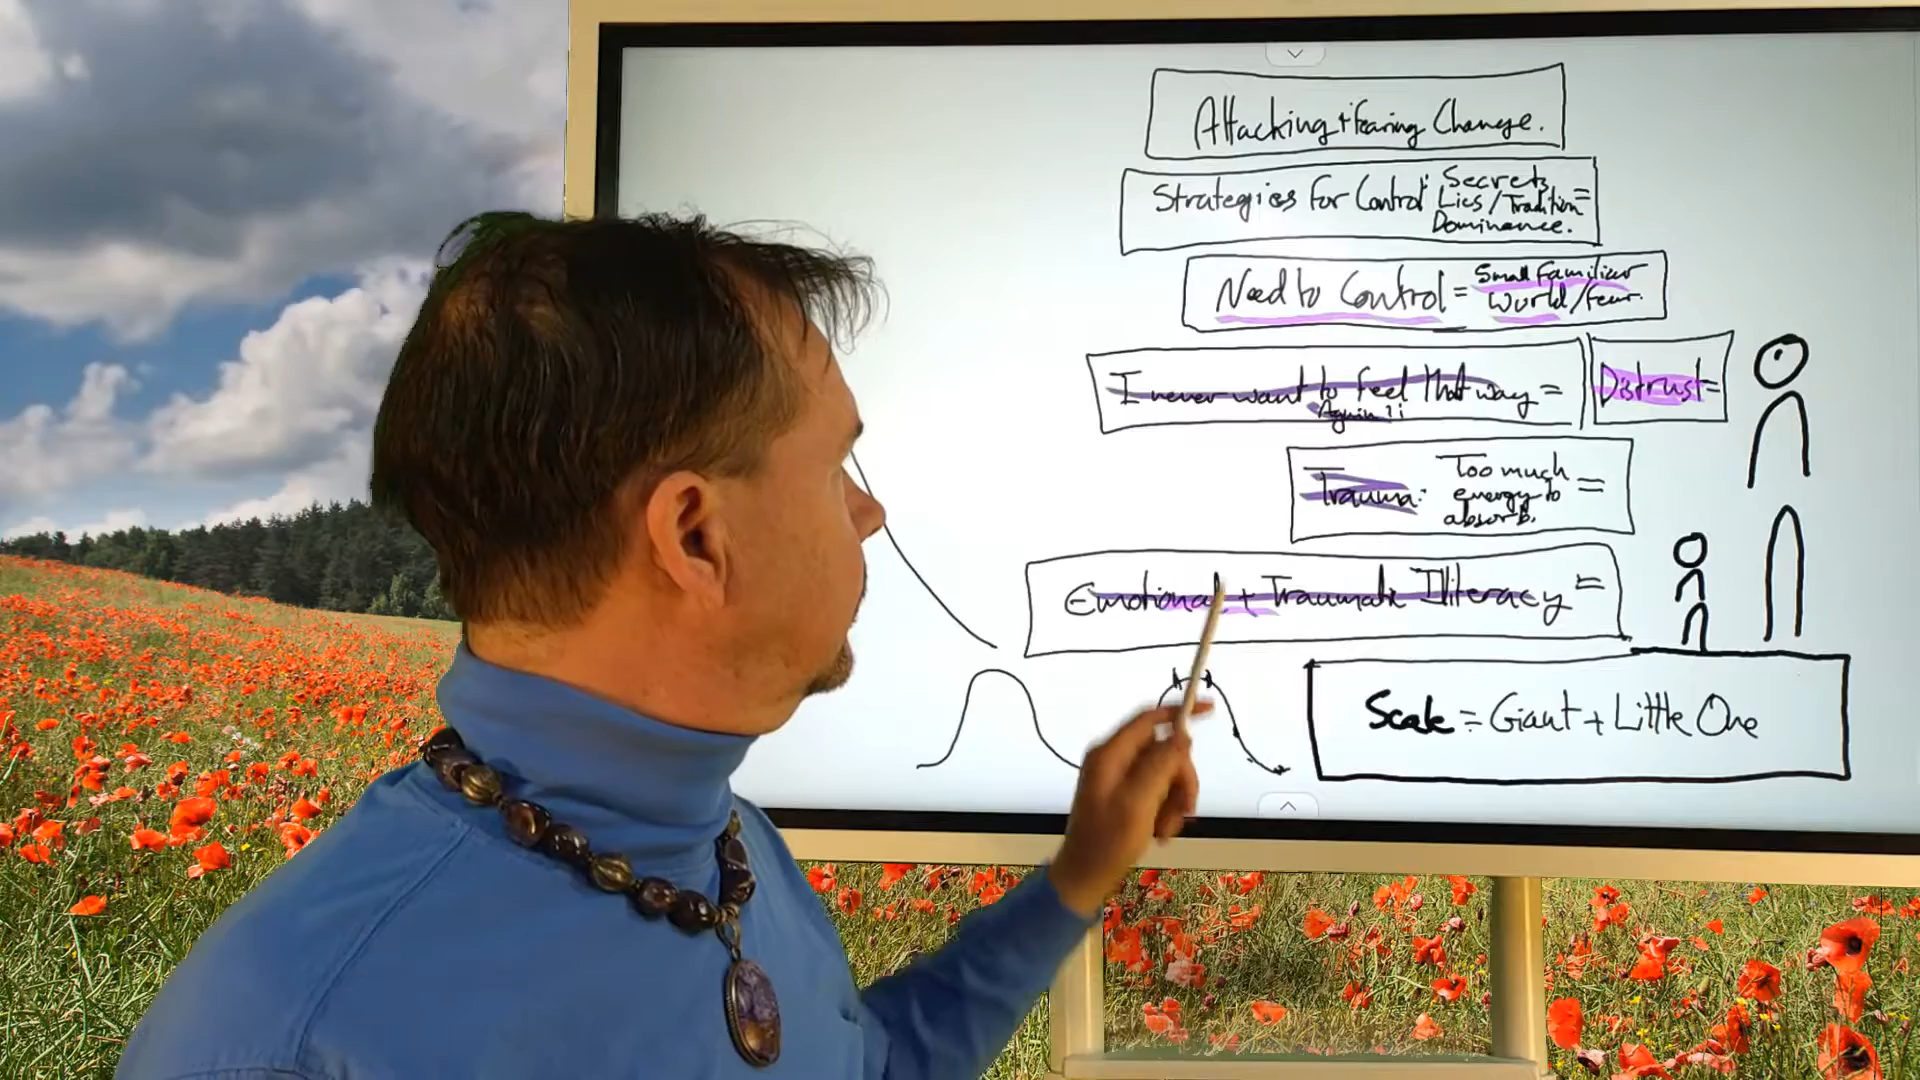 Attacking + Fearing Change.
Strategies for Control: Secrets
Lies / Tradition =
Dominance.
Need to Control = Small familiar
World / fear.
I never want to feel that way =
Again?!
Distrust =
Trauma: Too much
energy to =
absorb.
Emotional + Traumatic Illiteracy =
Scale = Giant + Little One